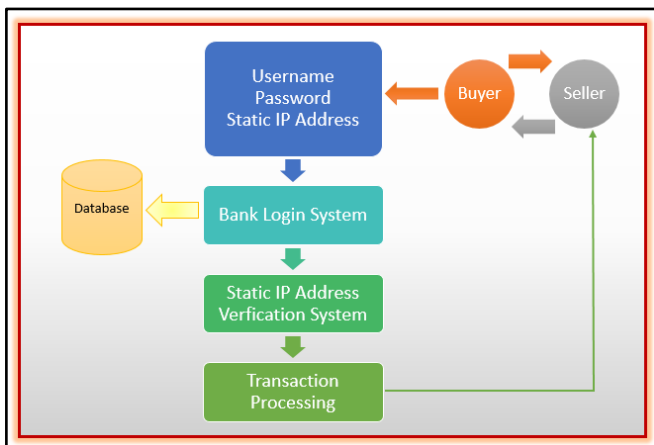 Username
Password
Static IP Address
Buyer
Seller
Database
Bank Login System
Static IP Address
Verfication System
Transaction
Processing